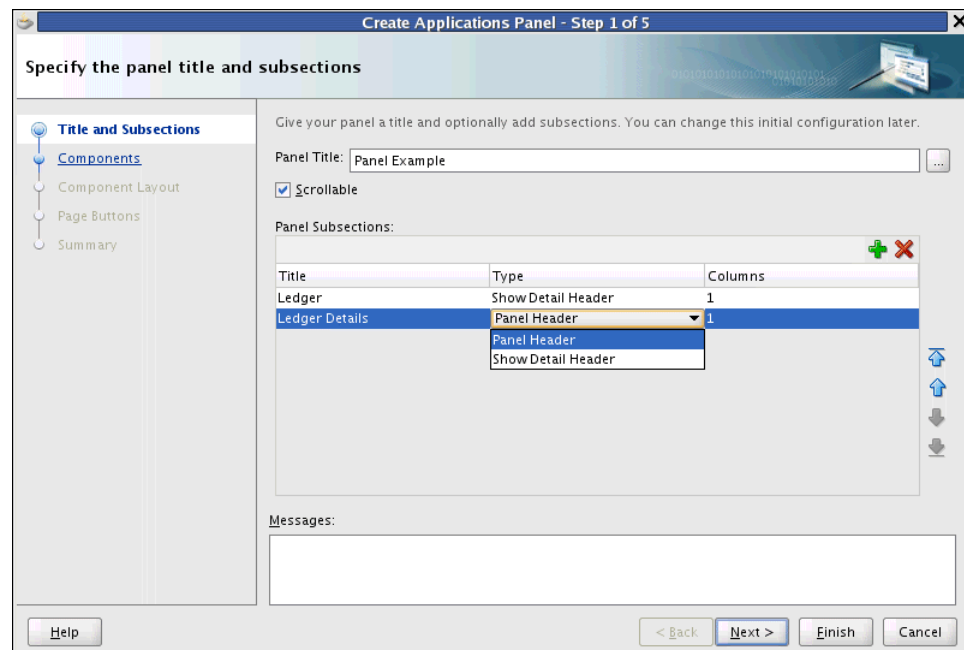 Create Applications Panel - Step 1 of 5
Specify the panel title and subsections
Title and Subsections
Components
Component Layout
Page Buttons
Summary
Give your panel a title and optionally add subsections. You can change this initial configuration later.
Panel Title: Panel Example ...
Scrollable
Panel Subsections:
Title Type Columns
Ledger Show Detail Header 1
Ledger Details Panel Header 1
Panel Header
Show Detail Header
Messages:
Help < Back Next > Finish Cancel